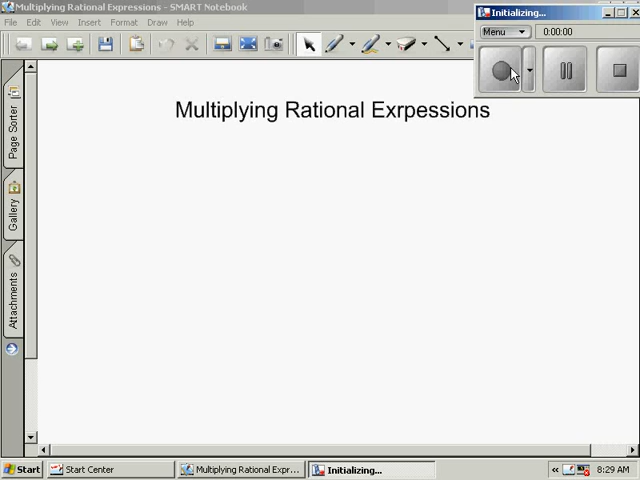 Multiplying Rational Expressions - SMART Notebook
Initializing...
File Edit View Insert Format Draw Help
Menu
0:00:00
Multiplying Rational Exrpessions
Page Sorter
Gallery
Attachments
Start
Start Center
Multiplying Rational Expr...
Initializing...
8:29 AM